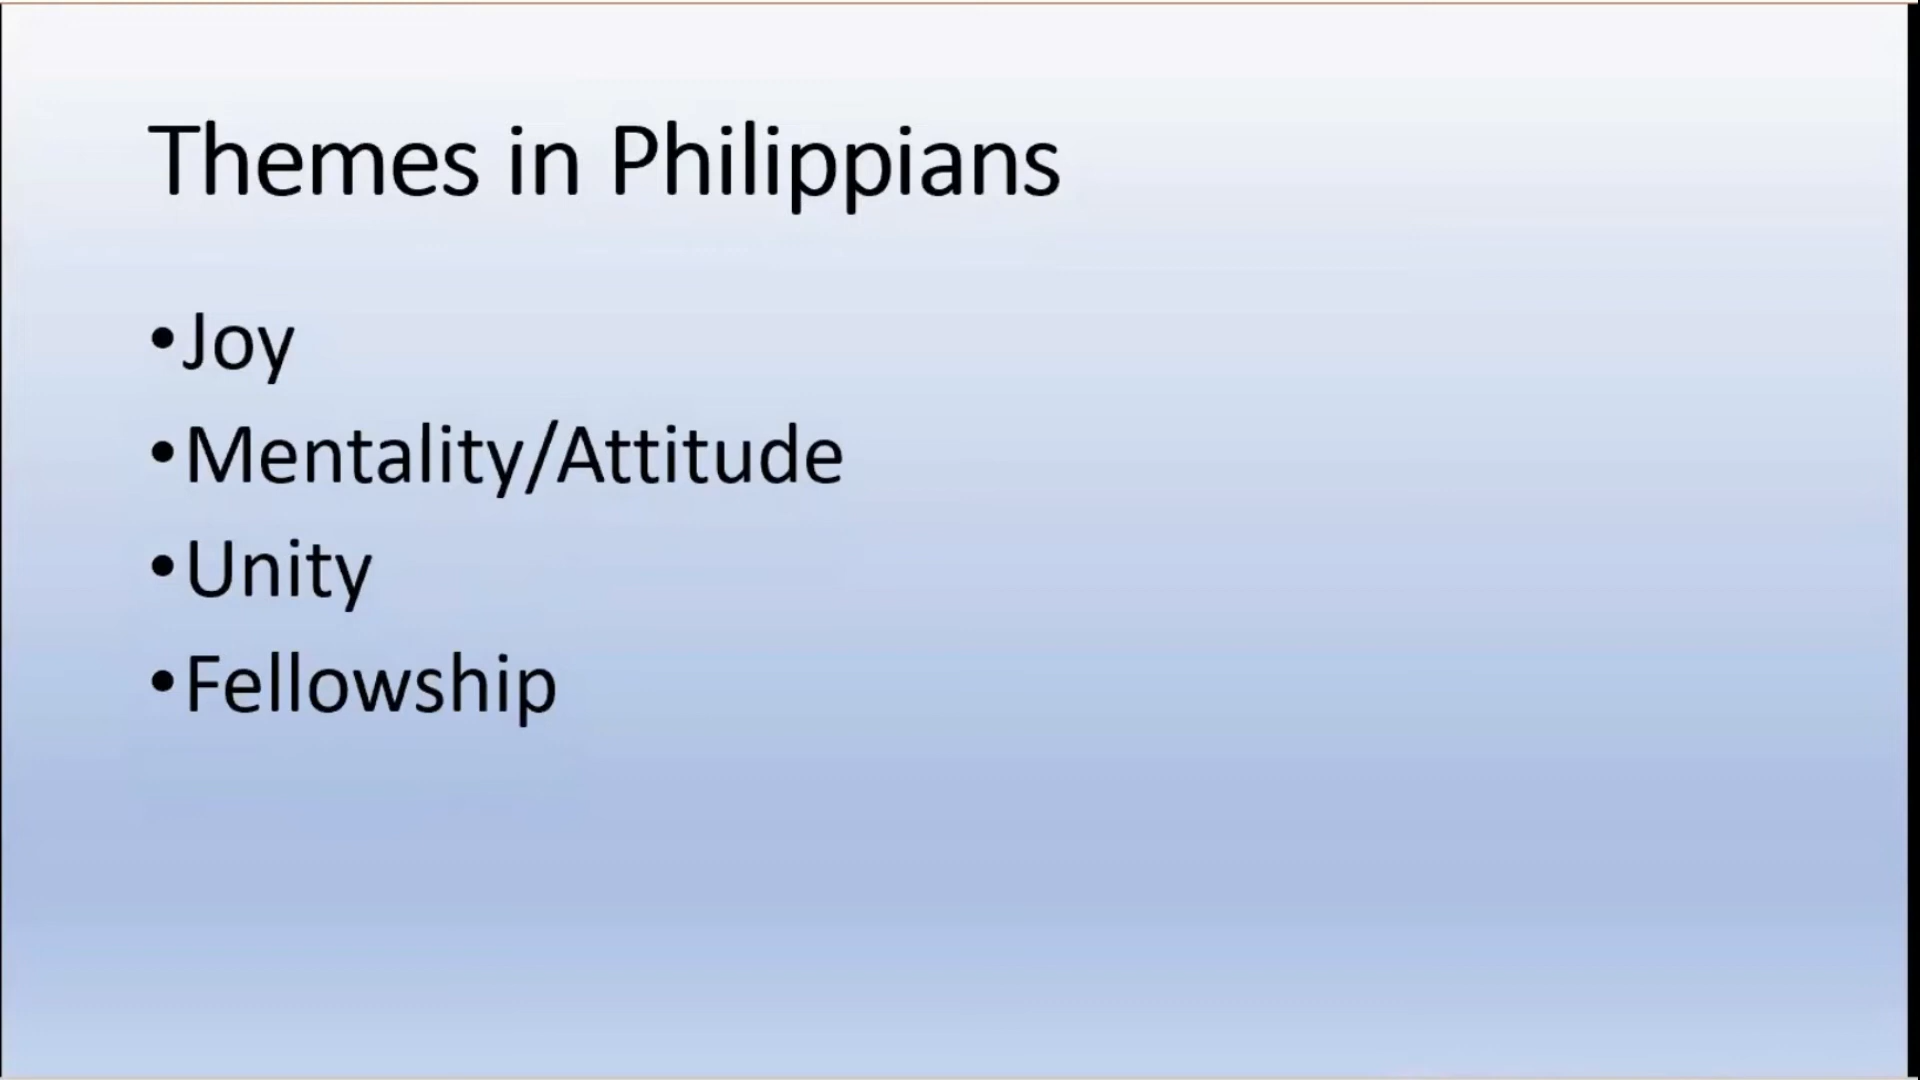 Themes in Philippians
•Joy
•Mentality/Attitude
•Unity
•Fellowship